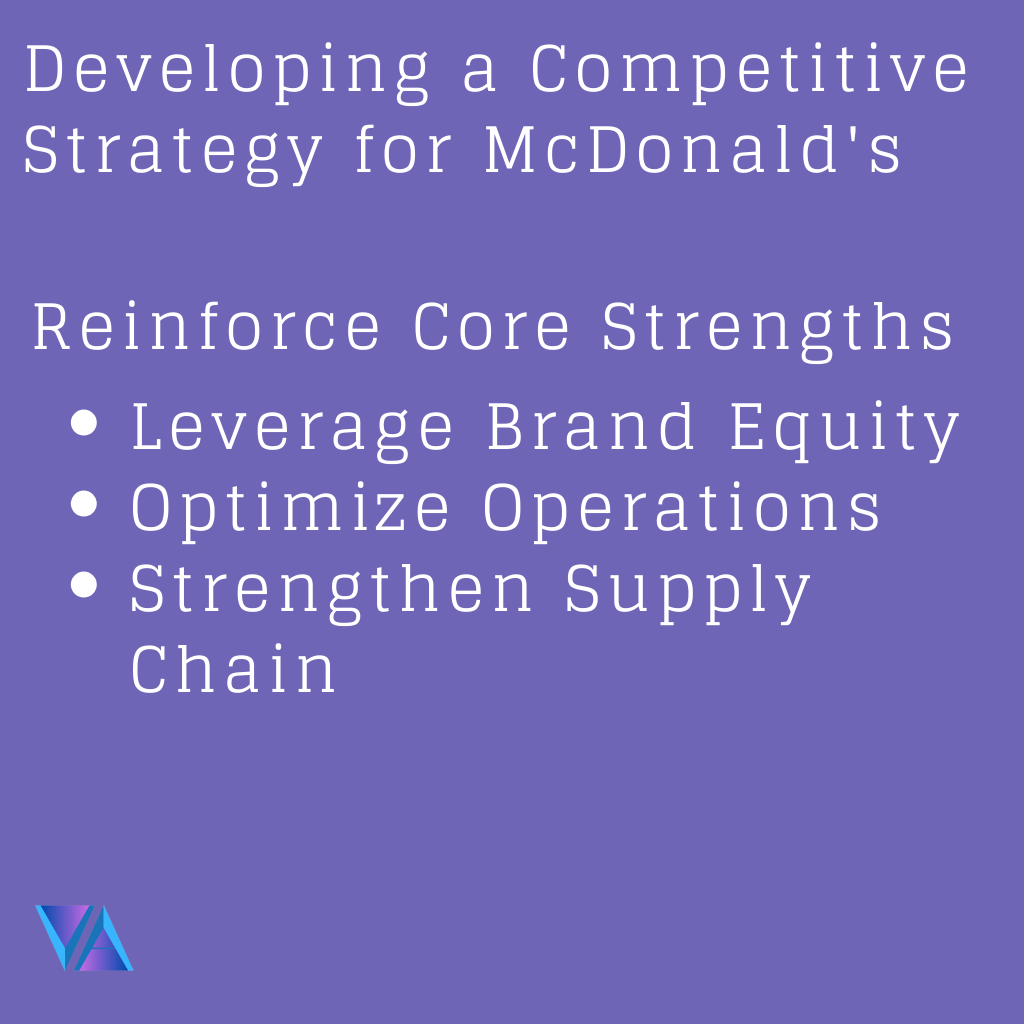 Developing a Competitive
Strategy for McDonald's
Reinforce Core Strengths
Leverage Brand Equity
Optimize Operations
Strengthen Supply
Chain
VA